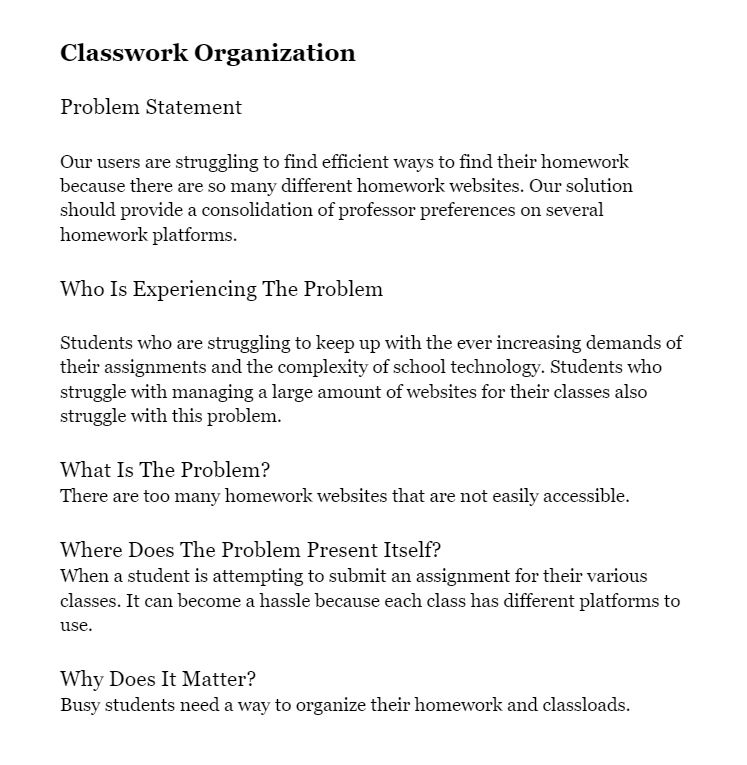 Classwork Organization
Problem Statement
Our users are struggling to find efficient ways to find their homework
because there are so many different homework websites. Our solution
should provide a consolidation of professor preferences on several
homework platforms.
Who Is Experiencing The Problem
Students who are struggling to keep up with the ever increasing demands of
their assignments and the complexity of school technology. Students who
struggle with managing a large amount of websites for their classes also
struggle with this problem.
What Is The Problem?
There are too many homework websites that are not easily accessible.
Where Does The Problem Present Itself?
When a student is attempting to submit an assignment for their various
classes. It can become a hassle because each class has different platforms to
use.
Why Does It Matter?
Busy students need a way to organize their homework and classloads.